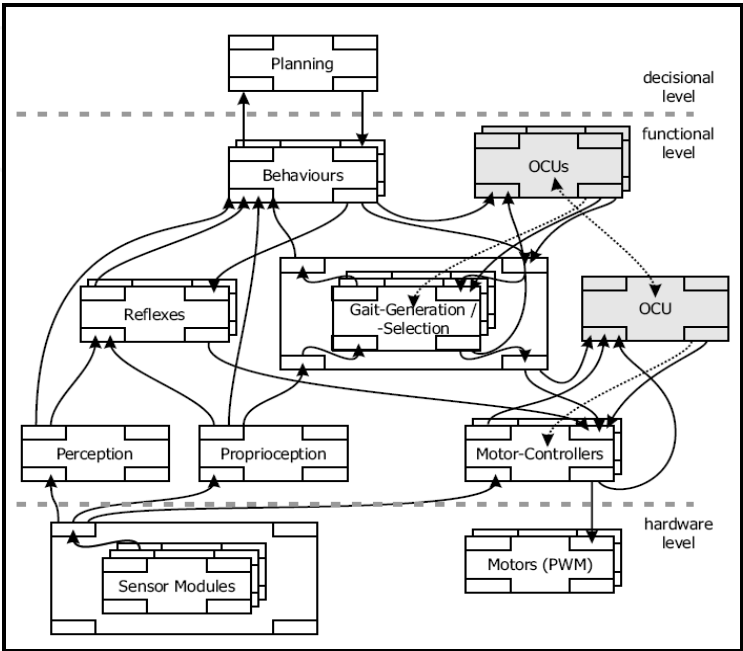 Planning
decisional
level
functional
level
Behaviours
OCUs
Reflexes
Gait-Generation /
-Selection
OCU
Perception
Proprioception
Motor-Controllers
hardware
level
Sensor Modules
Motors (PWM)